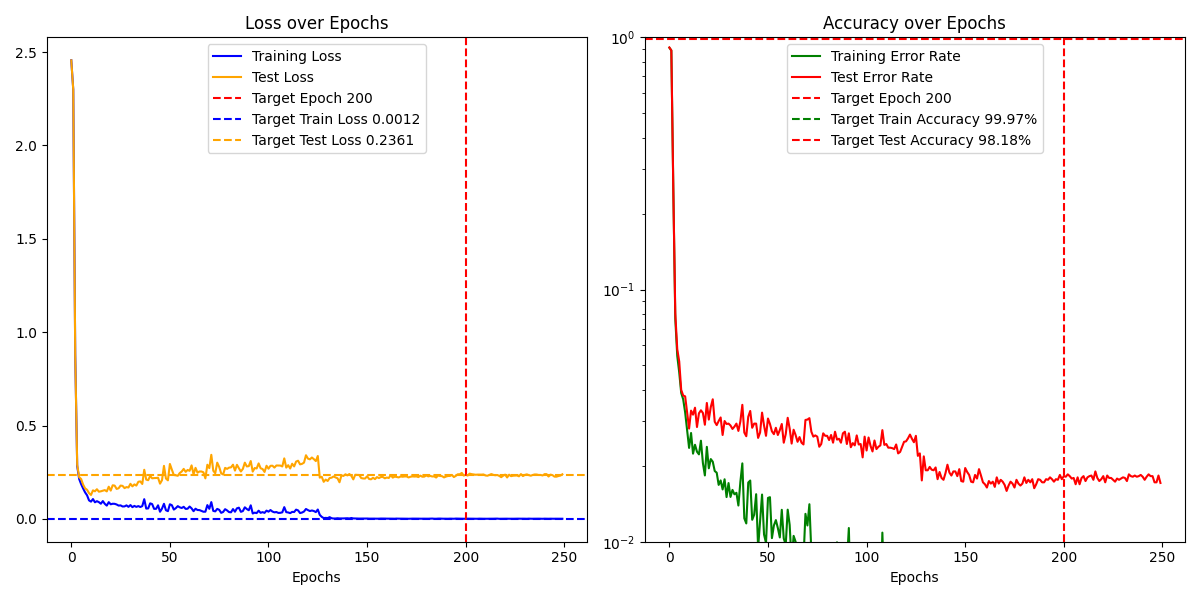 Loss over Epochs
2.5
2.0
1.5
1.0
0.5
0.0
Training Loss
Test Loss
Target Epoch 200
Target Train Loss 0.0012
Target Test Loss 0.2361
0 50 100 150 200 250
Epochs
Accuracy over Epochs
10⁰
10⁻¹
10⁻²
Training Error Rate
Test Error Rate
Target Epoch 200
Target Train Accuracy 99.97%
Target Test Accuracy 98.18%
0 50 100 150 200 250
Epochs